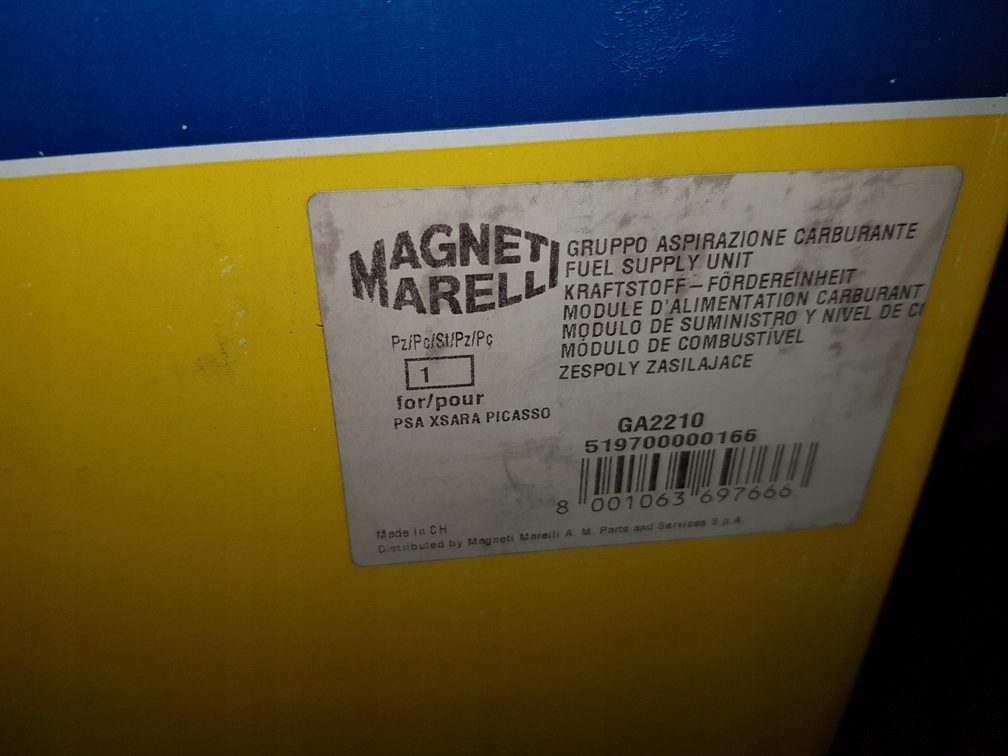 MAGNETI
MARELLI
GRUPPO ASPIRAZIONE CARBURANTE
FUEL SUPPLY UNIT
KRAFTSTOFF-FÖRDEREINHEIT
MODULE D'ALIMENTATION CARBURANT
MODULO DE SUMINISTRO Y NIVEL DE
MÓDULO DE COMBUSTÍVEL
ZESPOLY ZASILAJACE
Pz/Pc/St/Pz/Pç
1
for/pour
PSA XSARA PICASSO
GA2210
519700000166
8 001063 697666
Made in CH
Distributed by Magneti Marelli A. M. Parts and Services S.p.A.